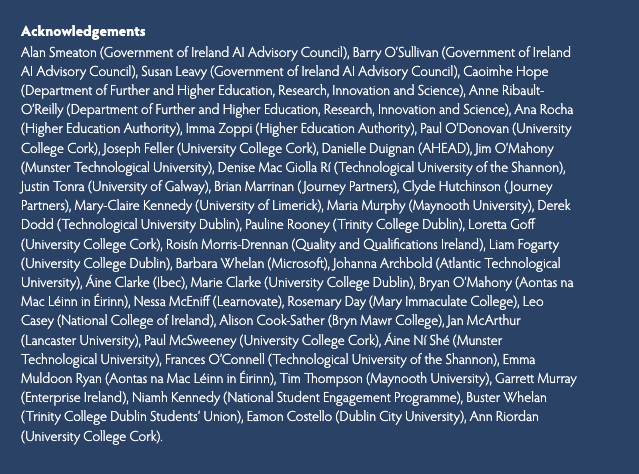 Acknowledgements
Alan Smeaton (Government of Ireland AI Advisory Council), Barry O'Sullivan (Government of Ireland
AI Advisory Council), Susan Leavy (Government of Ireland AI Advisory Council), Caoimhe Hope
(Department of Further and Higher Education, Research, Innovation and Science), Anne Ribault-
O'Reilly (Department of Further and Higher Education, Research, Innovation and Science), Ana Rocha
(Higher Education Authority), Imma Zoppi (Higher Education Authority), Paul O'Donovan (University
College Cork), Joseph Feller (University College Cork), Danielle Duignan (AHEAD), Jim O'Mahony
(Munster Technological University), Denise Mac Giolla Rí (Technological University of the Shannon),
Justin Tonra (University of Galway), Brian Marrinan (Journey Partners), Clyde Hutchinson (Journey
Partners), Mary-Claire Kennedy (University of Limerick), Maria Murphy (Maynooth University), Derek
Dodd (Technological University Dublin), Pauline Rooney (Trinity College Dublin), Loretta Goff
(University College Cork), Roisín Morris-Drennan (Quality and Qualifications Ireland), Liam Fogarty
(University College Dublin), Barbara Whelan (Microsoft), Johanna Archbold (Atlantic Technological
University), Áine Clarke (Ibec), Marie Clarke (University College Dublin), Bryan O'Mahony (Aontas na
Mac Léinn in Éirinn), Nessa McEniff (Learnovate), Rosemary Day (Mary Immaculate College), Leo
Casey (National College of Ireland), Alison Cook-Sather (Bryn Mawr College), Jan McArthur
(Lancaster University), Paul McSweeney (University College Cork), Áine Ní Shé (Munster
Technological University), Frances O'Connell (Technological University of the Shannon), Emma
Muldoon Ryan (Aontas na Mac Léinn in Éirinn), Tim Thompson (Maynooth University), Garrett Murray
(Enterprise Ireland), Niamh Kennedy (National Student Engagement Programme), Buster Whelan
(Trinity College Dublin Students' Union), Eamon Costello (Dublin City University), Ann Riordan
(University College Cork).